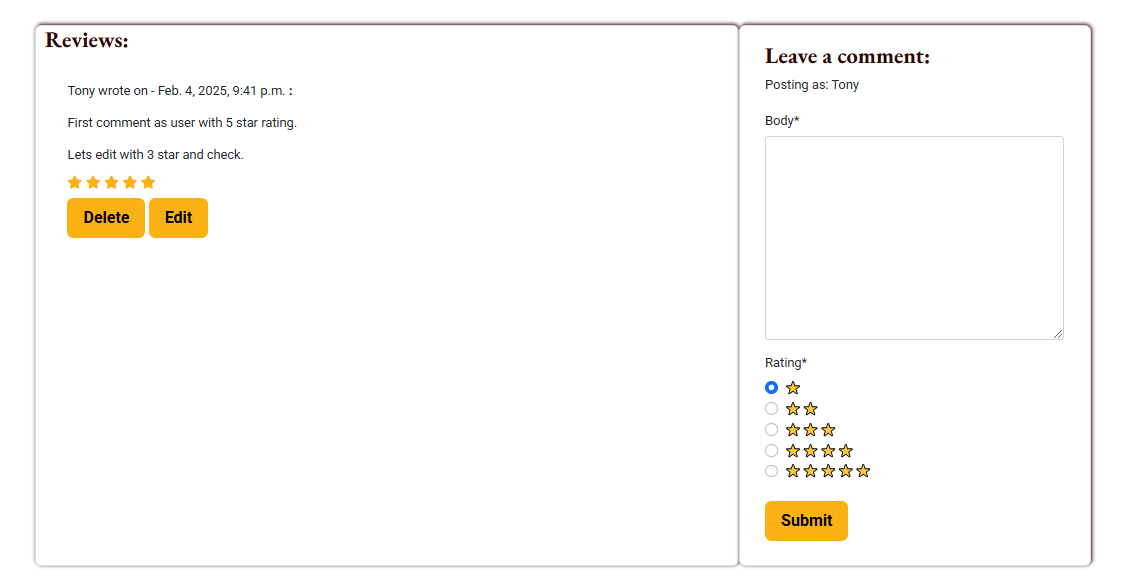 Reviews:
Tony wrote on - Feb. 4, 2025, 9:41 p.m. :
First comment as user with 5 star rating.
Lets edit with 3 star and check.
Delete Edit
Leave a comment:
Posting as: Tony
Body*
Rating*
Submit